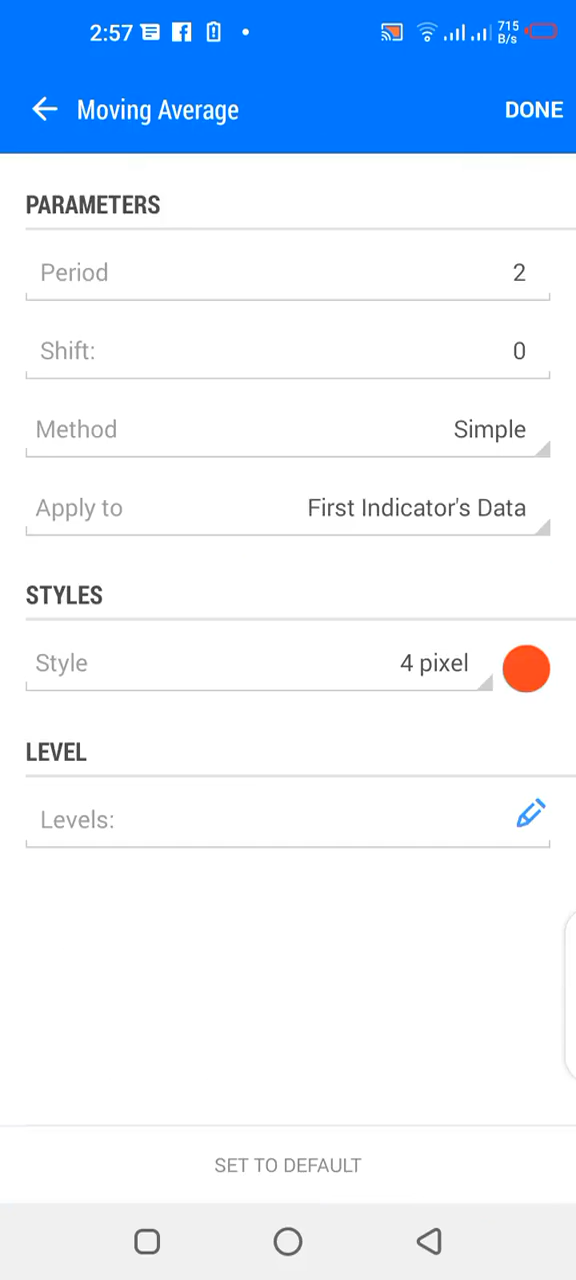 2:57 715 B/s
Moving Average DONE
PARAMETERS
Period 2
Shift: 0
Method Simple
Apply to First Indicator's Data
STYLES
Style 4 pixel
LEVEL
Levels:
SET TO DEFAULT